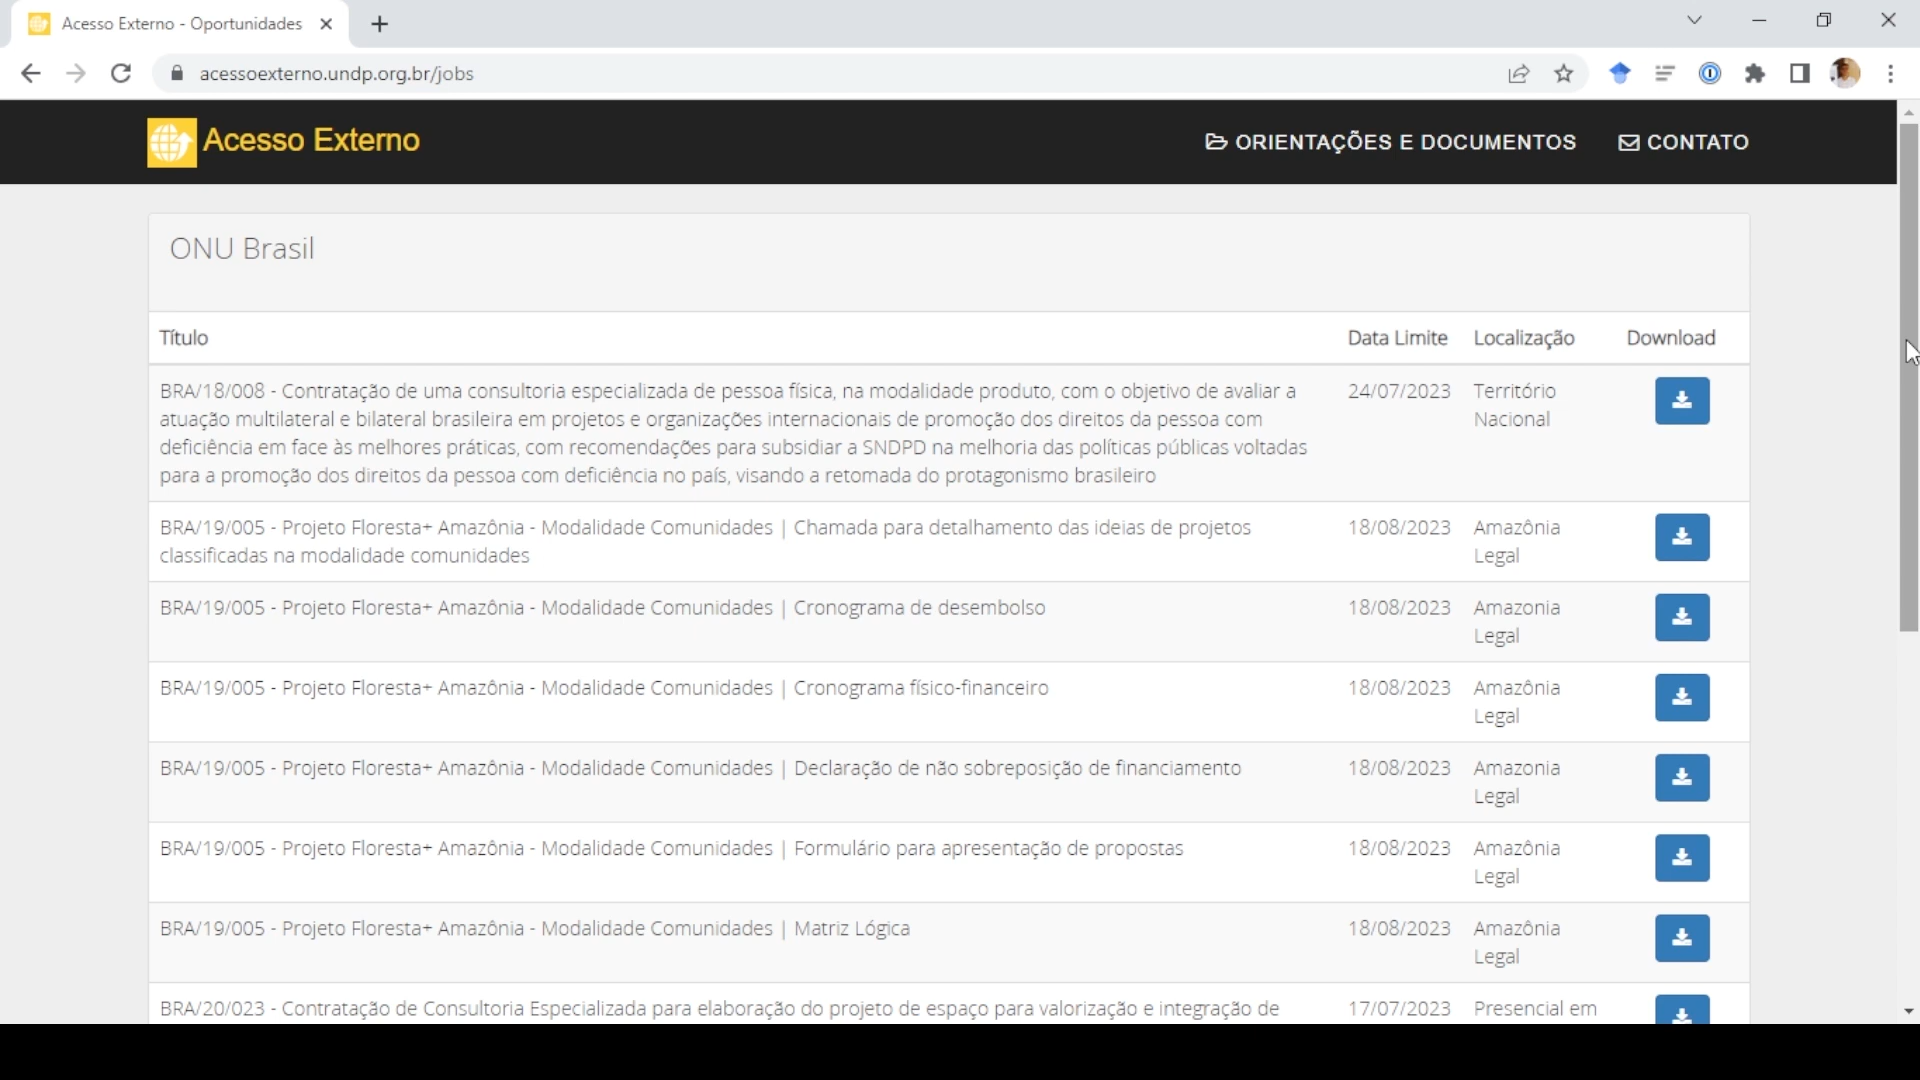 Acesso Externo - Oportunidades
acessoexterno.undp.org.br/jobs
Acesso Externo
ORIENTAÇÕES E DOCUMENTOS
CONTATO
ONU Brasil
Título
Data Limite
Localização
Download
BRA/18/008 - Contratação de uma consultoria especializada de pessoa física, na modalidade produto, com o objetivo de avaliar a
atuação multilateral e bilateral brasileira em projetos e organizações internacionais de promoção dos direitos da pessoa com
deficiência em face às melhores práticas, com recomendações para subsidiar a SNDPD na melhoria das políticas públicas voltadas
para a promoção dos direitos da pessoa com deficiência no país, visando a retomada do protagonismo brasileiro
24/07/2023
Território
Nacional
BRA/19/005 - Projeto Floresta+ Amazônia - Modalidade Comunidades | Chamada para detalhamento das ideias de projetos
classificadas na modalidade comunidades
18/08/2023
Amazônia
Legal
BRA/19/005 - Projeto Floresta+ Amazônia - Modalidade Comunidades | Cronograma de desembolso
18/08/2023
Amazonia
Legal
BRA/19/005 - Projeto Floresta+ Amazônia - Modalidade Comunidades | Cronograma físico-financeiro
18/08/2023
Amazônia
Legal
BRA/19/005 - Projeto Floresta+ Amazônia - Modalidade Comunidades | Declaração de não sobreposição de financiamento
18/08/2023
Amazonia
Legal
BRA/19/005 - Projeto Floresta+ Amazônia - Modalidade Comunidades | Formulário para apresentação de propostas
18/08/2023
Amazônia
Legal
BRA/19/005 - Projeto Floresta+ Amazônia - Modalidade Comunidades | Matriz Lógica
18/08/2023
Amazônia
Legal
BRA/20/023 - Contratação de Consultoria Especializada para elaboração do projeto de espaço para valorização e integração de
17/07/2023
Presencial em